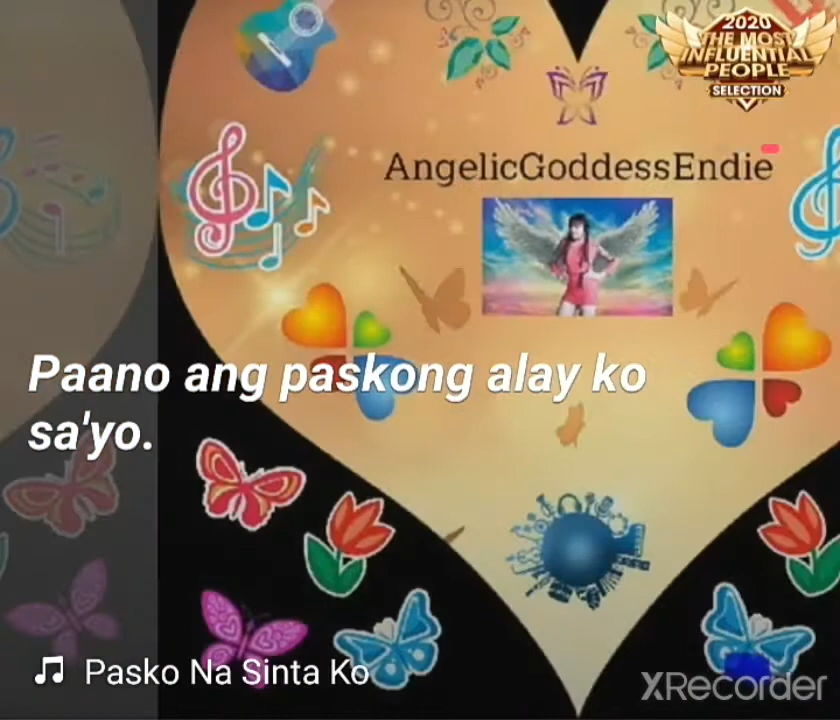 2020
THE MOST
INFLUENTIAL
PEOPLE
SELECTION
AngelicGoddessEndie
Paano ang paskong alay ko
sa'yo.
Pasko Na Sinta Ko
XRecorder